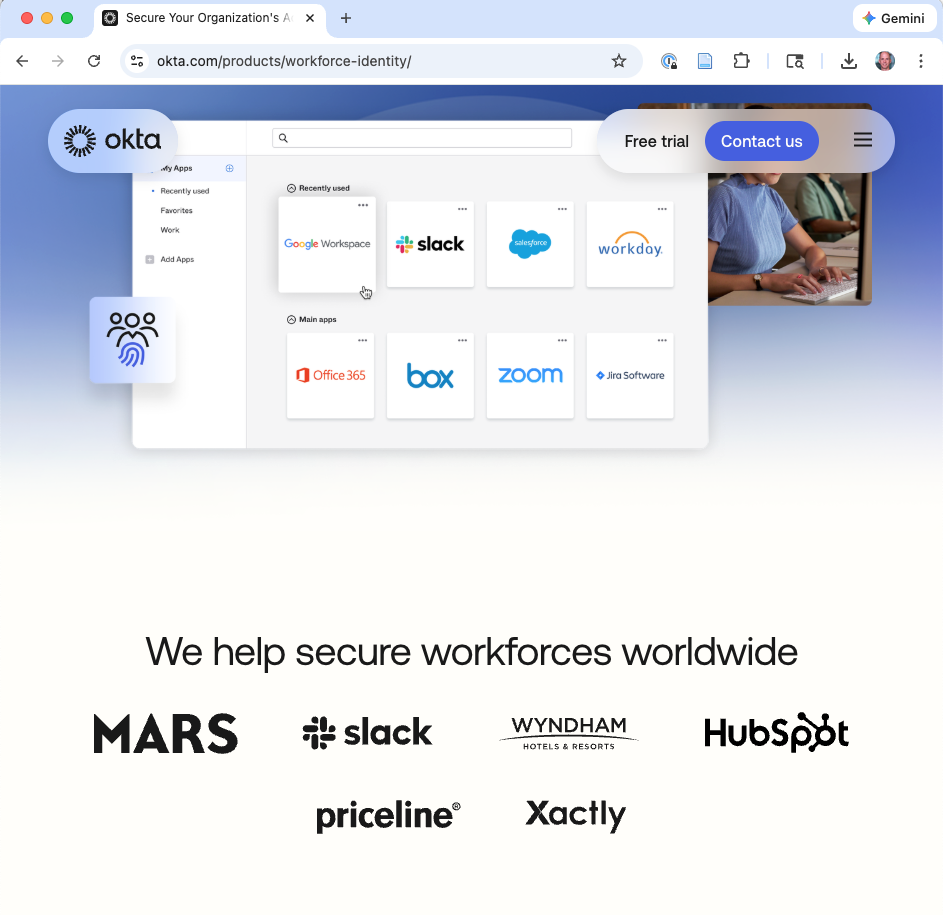 Secure Your Organization's A
Gemini
okta.com/products/workforce-identity/
okta
Free trial
Contact us
My Apps
Recently used
Favorites
Work
Add Apps
Recently used
Google Workspace
slack
salesforce
workday.
Main apps
Office 365
box
zoom
Jira Software
We help secure workforces worldwide
MARS
slack
WYNDHAM
HOTELS & RESORTS
HubSpot
priceline®
Xactly